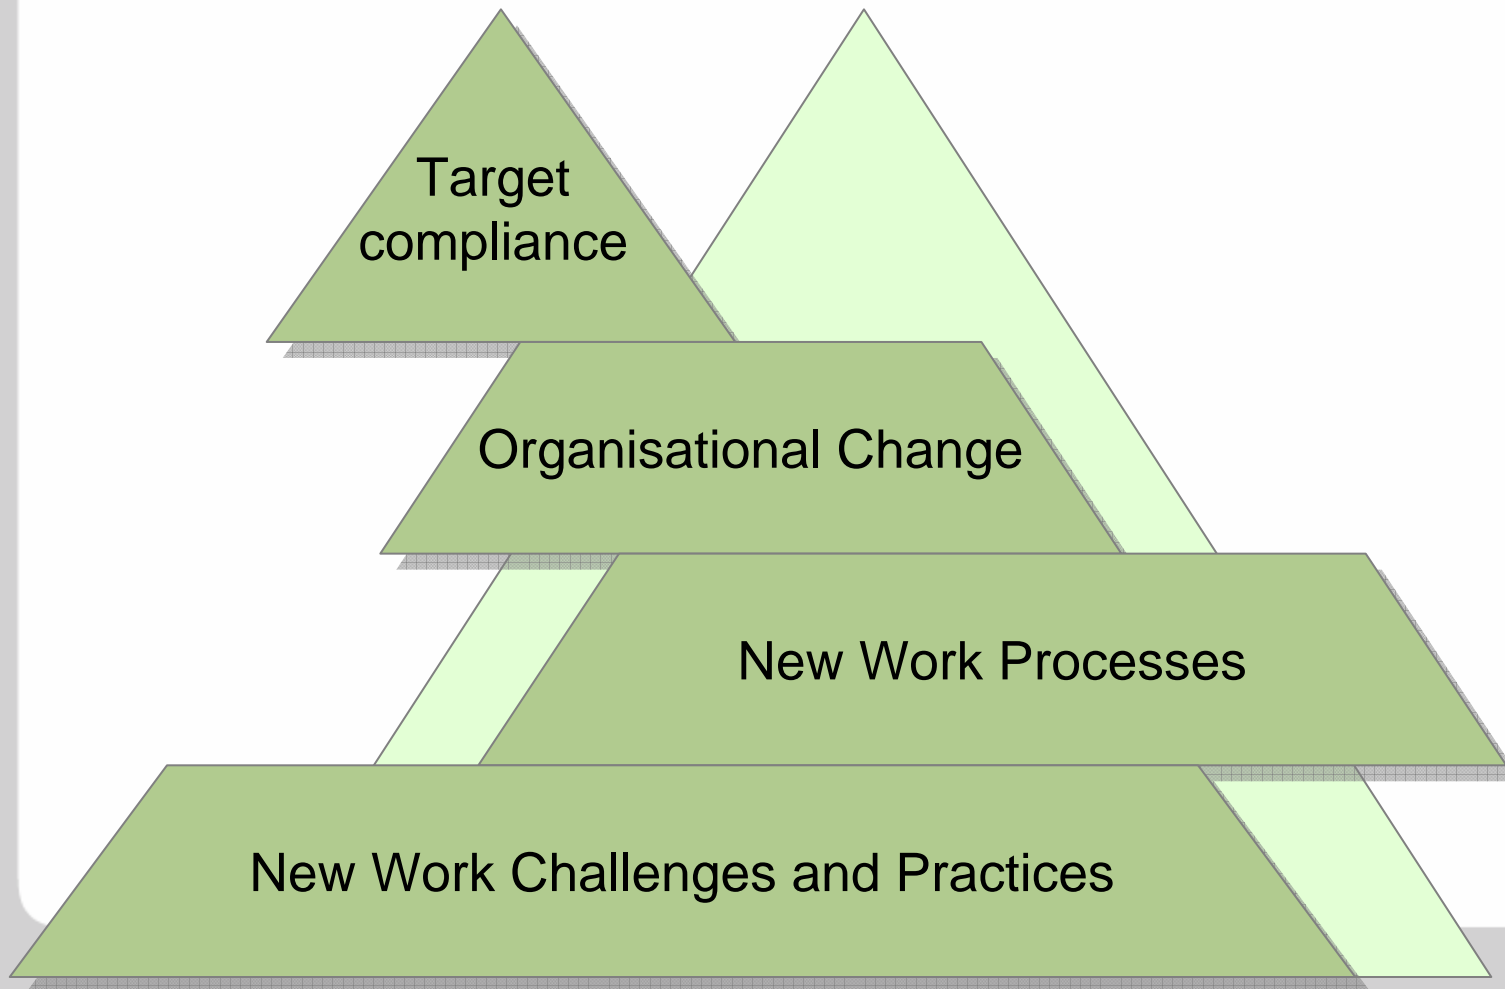 Target
compliance
Organisational Change
New Work Processes
New Work Challenges and Practices